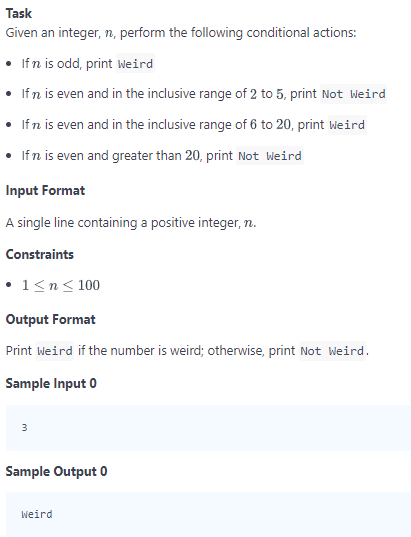 Task
Given an integer, n, perform the following conditional actions:
• If n is odd, print Weird
• If n is even and in the inclusive range of 2 to 5, print Not Weird
• If n is even and in the inclusive range of 6 to 20, print Weird
• If n is even and greater than 20, print Not Weird
Input Format
A single line containing a positive integer, n.
Constraints
• 1 ≤ n ≤ 100
Output Format
Print Weird if the number is weird; otherwise, print Not Weird.
Sample Input 0
3
Sample Output 0
Weird